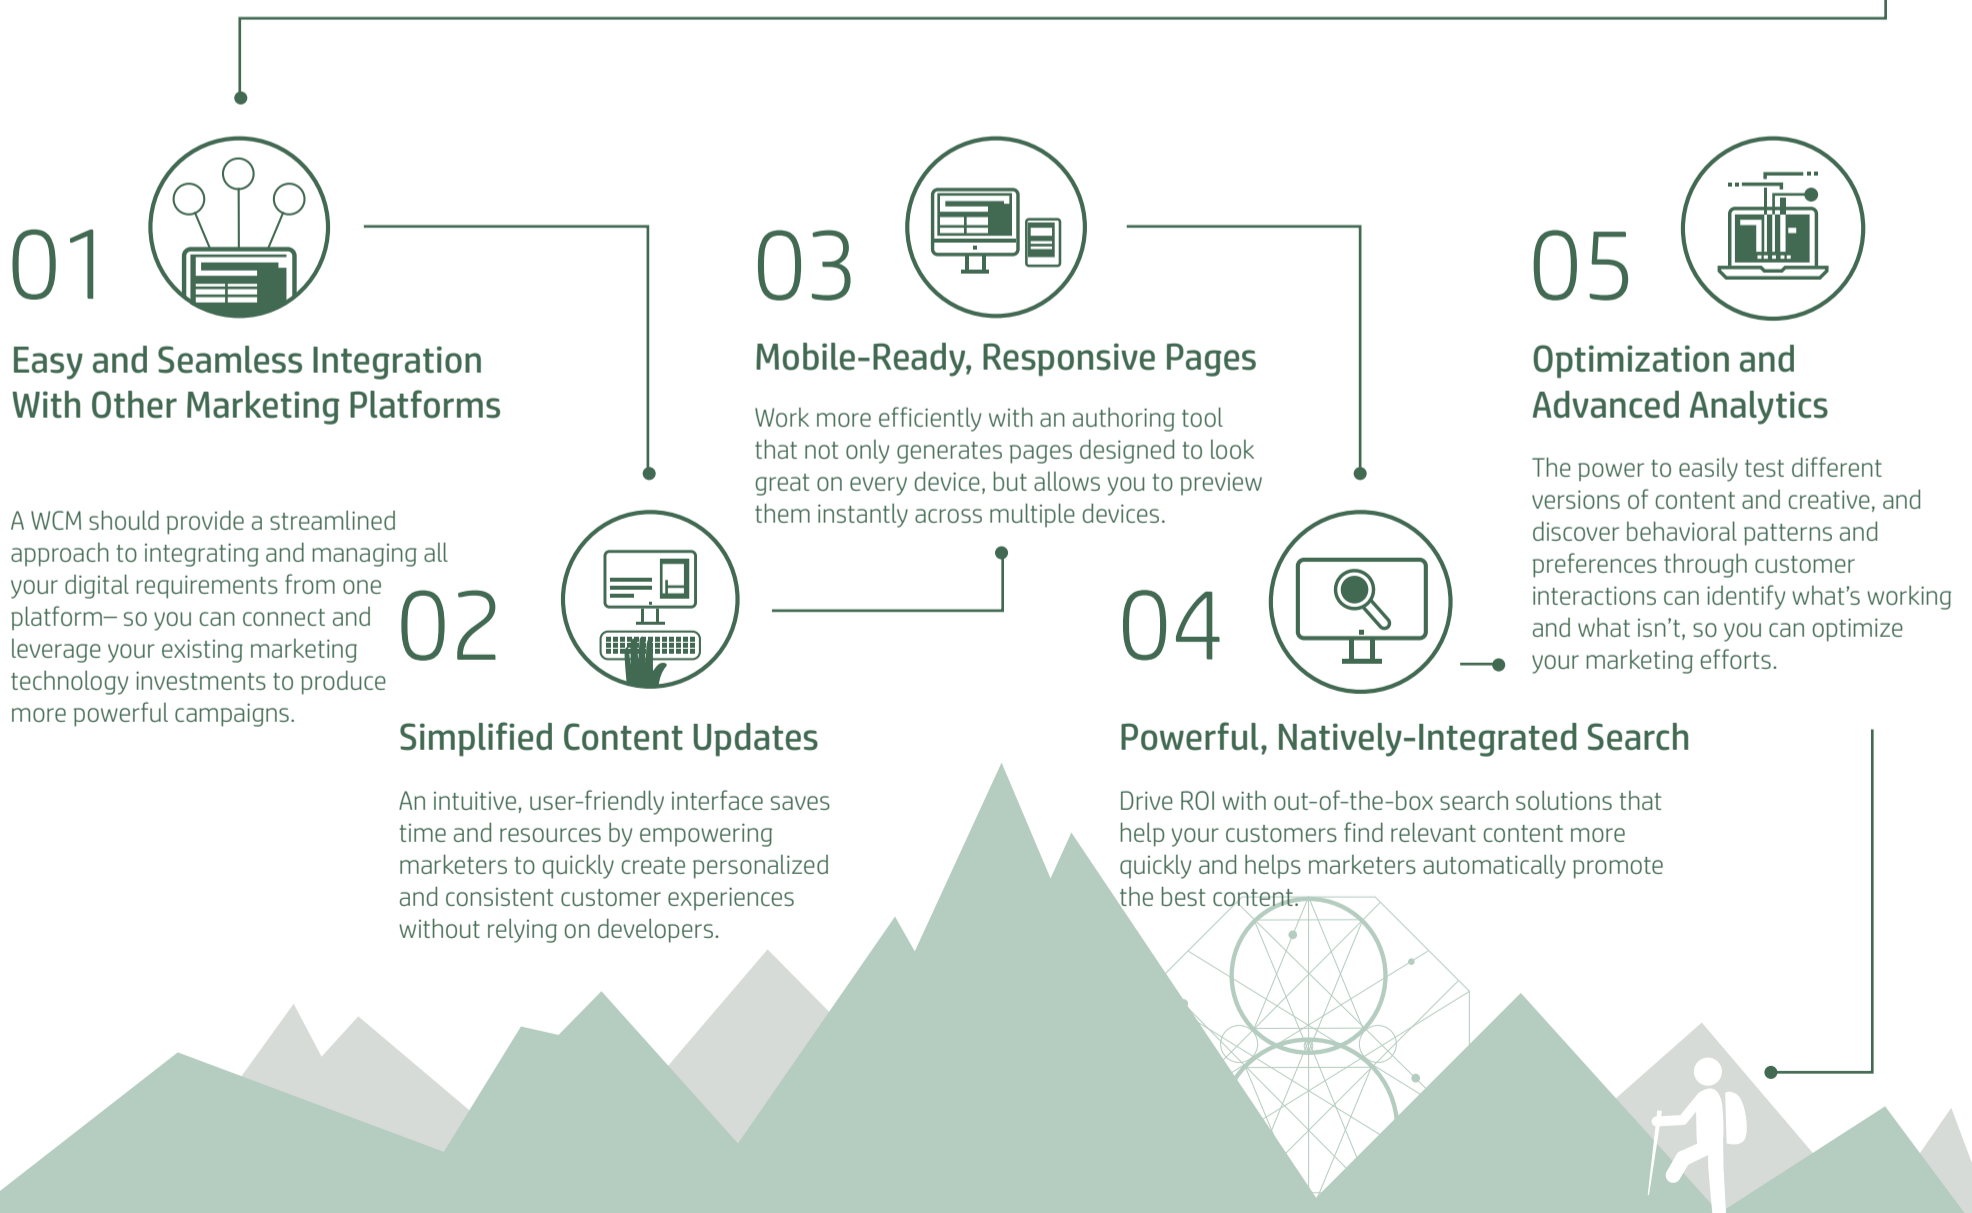 01
Easy and Seamless Integration
With Other Marketing Platforms
A WCM should provide a streamlined
approach to integrating and managing all
your digital requirements from one
platform– so you can connect and
leverage your existing marketing
technology investments to produce
more powerful campaigns.
02
Simplified Content Updates
An intuitive, user-friendly interface saves
time and resources by empowering
marketers to quickly create personalized
and consistent customer experiences
without relying on developers.
03
Mobile-Ready, Responsive Pages
Work more efficiently with an authoring tool
that not only generates pages designed to look
great on every device, but allows you to preview
them instantly across multiple devices.
04
Powerful, Natively-Integrated Search
Drive ROI with out-of-the-box search solutions that
help your customers find relevant content more
quickly and helps marketers automatically promote
the best content.
05
Optimization and
Advanced Analytics
The power to easily test different
versions of content and creative, and
discover behavioral patterns and
preferences through customer
interactions can identify what’s working
and what isn’t, so you can optimize
your marketing efforts.